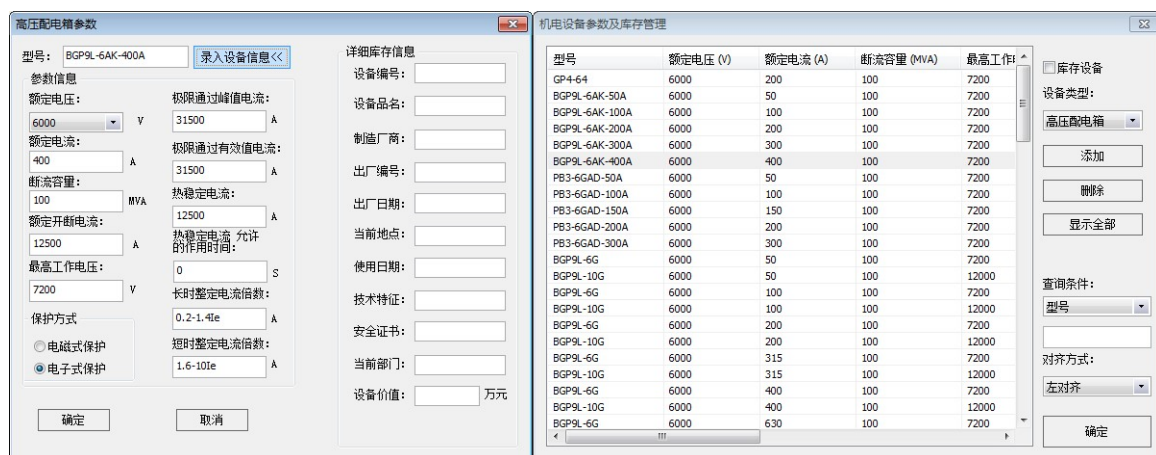 高压配电箱参数
型号： BGP9L-6AK-400A 录入设备信息<<
参数信息
额定电压：
6000 V
额定电流：
400 A
断流容量：
100 MVA
额定开断电流：
12500 A
最高工作电压：
7200 V
保护方式
电磁式保护
电子式保护
极限通过峰值电流：
31500 A
极限通过有效值电流：
31500 A
热稳定电流：
12500 A
热稳定电流 允许
的作用时间：
0 S
长时整定电流倍数：
0.2-1.4Ie A
短时整定电流倍数：
1.6-10Ie A
确定 取消
详细库存信息
设备编号：
设备品名：
制造厂商：
出厂编号：
出厂日期：
当前地点：
使用日期：
技术特征：
安全证书：
当前部门：
设备价值： 万元
机电设备参数及库存管理
型号 额定电压(V) 额定电流(A) 断流容量(MVA) 最高工作
GP4-64 6000 200 100 7200
BGP9L-6AK-50A 6000 50 100 7200
BGP9L-6AK-100A 6000 100 100 7200
BGP9L-6AK-200A 6000 200 100 7200
BGP9L-6AK-300A 6000 300 100 7200
BGP9L-6AK-400A 6000 400 100 7200
PB3-6GAD-50A 6000 50 100 7200
PB3-6GAD-100A 6000 100 100 7200
PB3-6GAD-150A 6000 150 100 7200
PB3-6GAD-200A 6000 200 100 7200
PB3-6GAD-300A 6000 300 100 7200
BGP9L-6G 6000 50 100 7200
BGP9L-10G 6000 50 100 12000
BGP9L-6G 6000 100 100 7200
BGP9L-10G 6000 100 100 12000
BGP9L-6G 6000 200 100 7200
BGP9L-10G 6000 200 100 12000
BGP9L-6G 6000 315 100 7200
BGP9L-10G 6000 315 100 12000
BGP9L-6G 6000 400 100 7200
BGP9L-10G 6000 400 100 12000
BGP9L-6G 6000 630 100 7200
库存设备
设备类型：
高压配电箱
添加
删除
显示全部
查询条件：
型号
对齐方式：
左对齐
确定